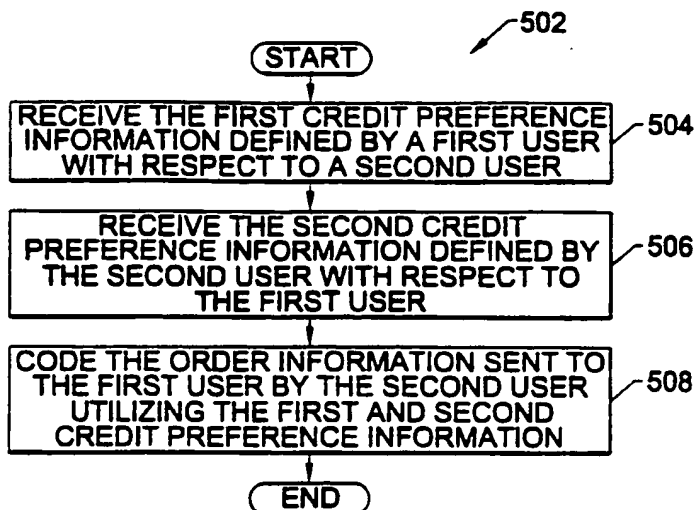 502
START
RECEIVE THE FIRST CREDIT PREFERENCE
INFORMATION DEFINED BY A FIRST USER
WITH RESPECT TO A SECOND USER
504
RECEIVE THE SECOND CREDIT
PREFERENCE INFORMATION DEFINED BY
THE SECOND USER WITH RESPECT TO
THE FIRST USER
506
CODE THE ORDER INFORMATION SENT TO
THE FIRST USER BY THE SECOND USER
UTILIZING THE FIRST AND SECOND
CREDIT PREFERENCE INFORMATION
508
END